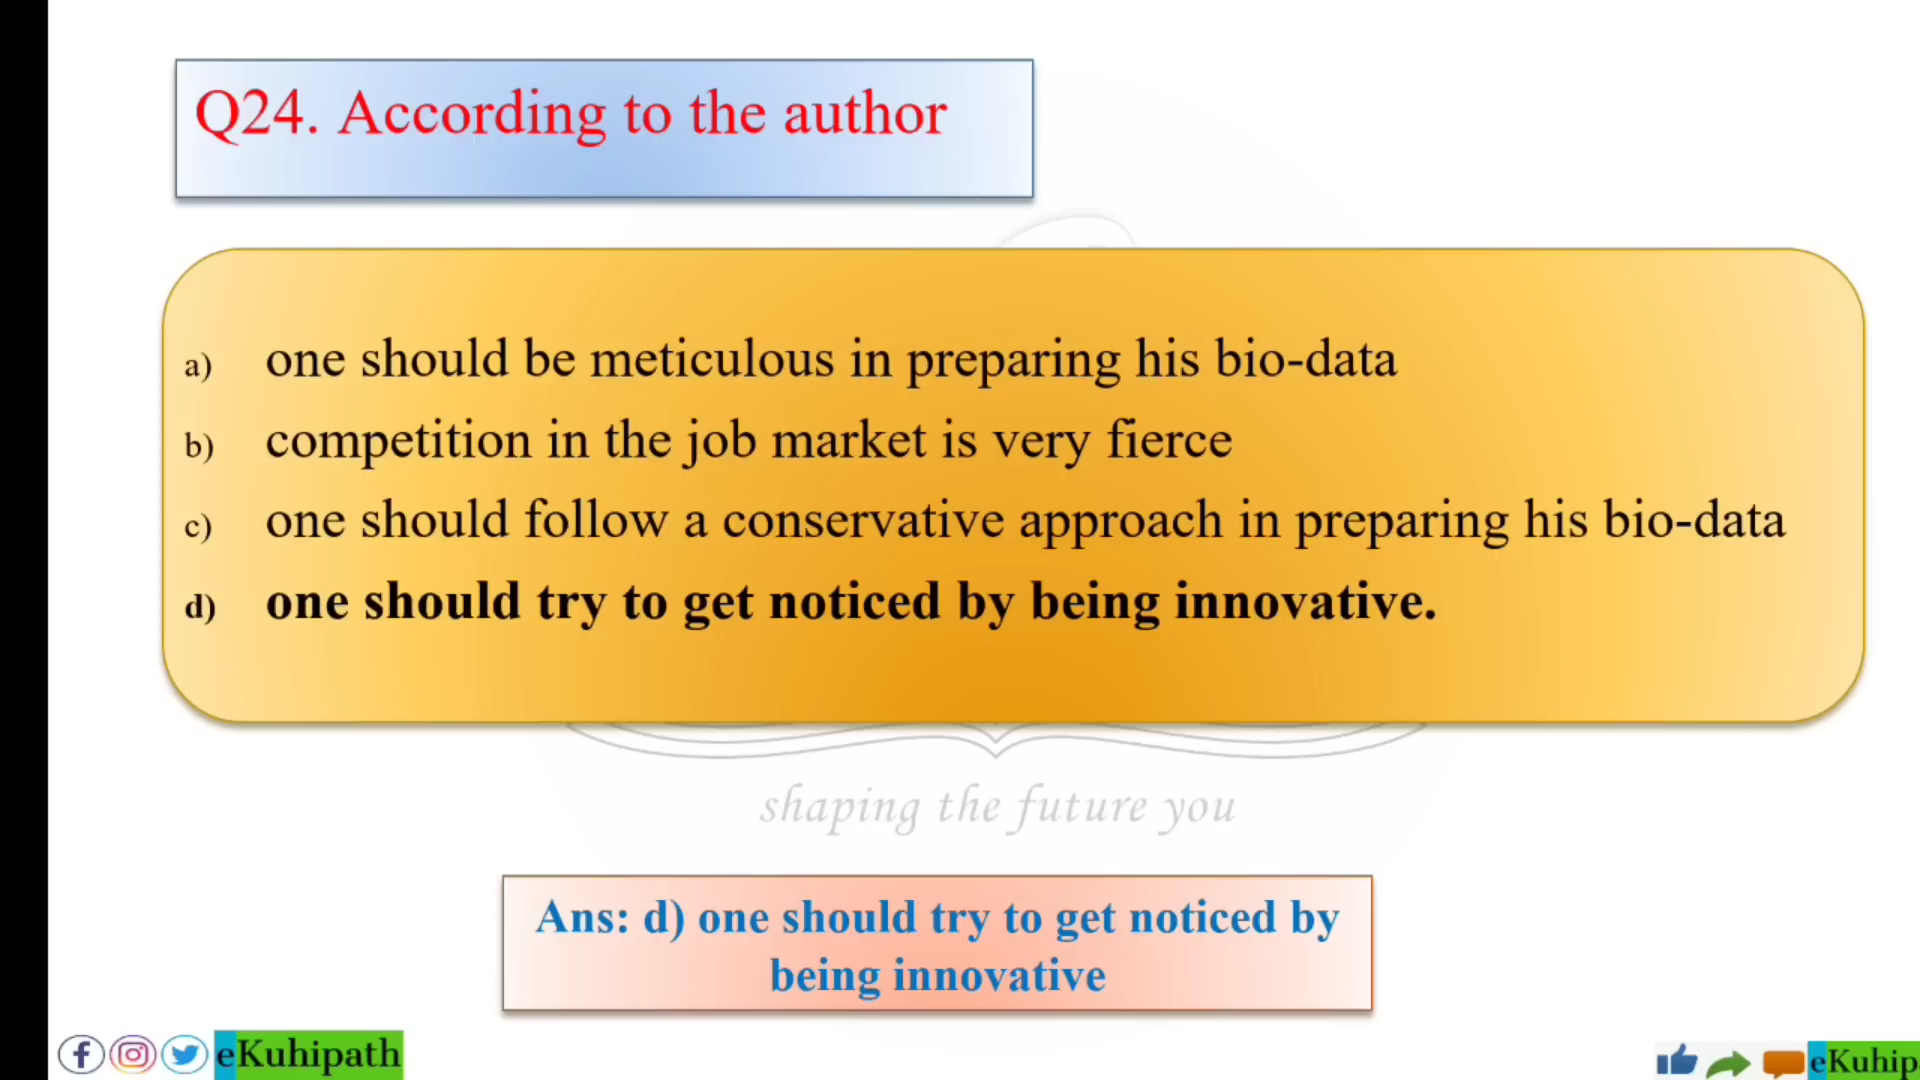 Q24. According to the author
a) one should be meticulous in preparing his bio-data
b) competition in the job market is very fierce
c) one should follow a conservative approach in preparing his bio-data
d) one should try to get noticed by being innovative.
shaping the future you
Ans: d) one should try to get noticed by
being innovative
eKuhipath
eKuhip